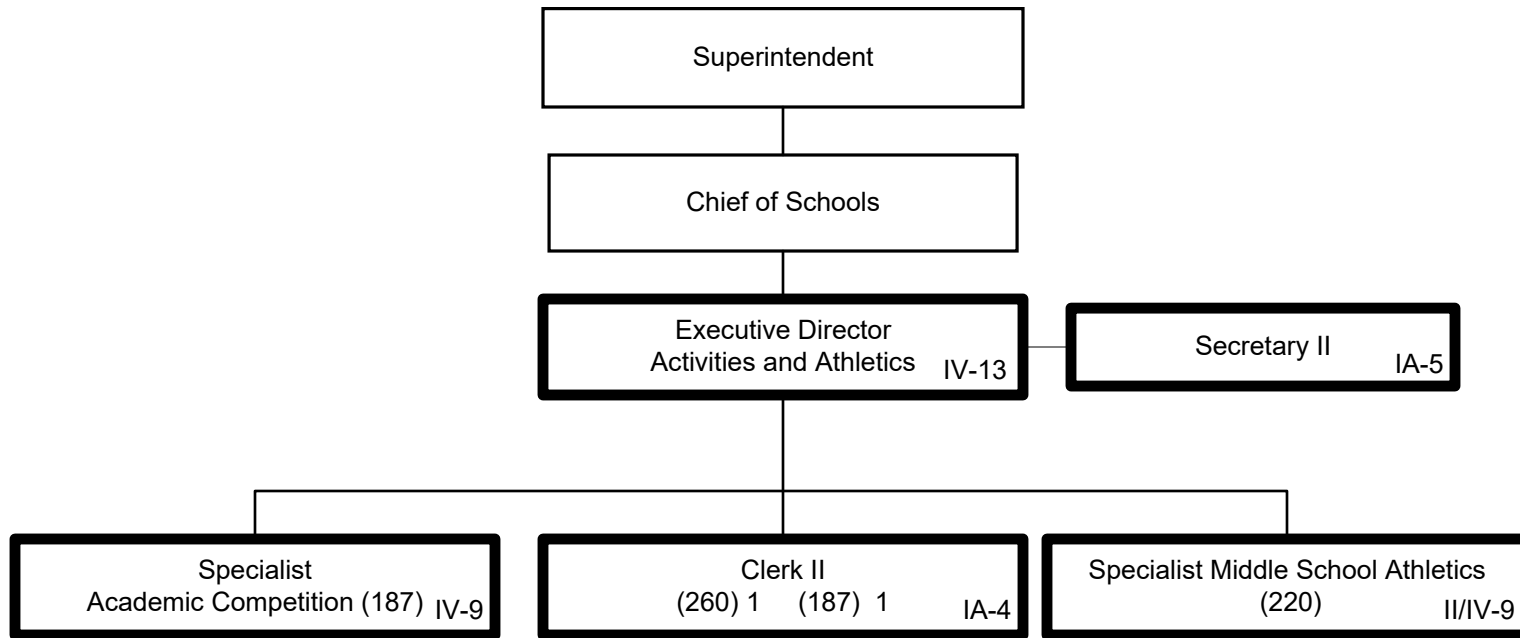 Superintendent
Chief of Schools
Executive Director
Activities and Athletics
IV-13
Secretary II
IA-5
Specialist
Academic Competition (187)
IV-9
Clerk II
(260) 1 (187) 1
IA-4
Specialist Middle School Athletics
(220)
II/IV-9